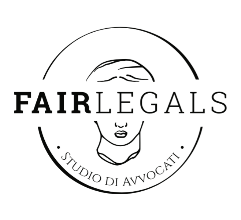 FAIRLEGALS
• STUDIO DI AVVOCATI •